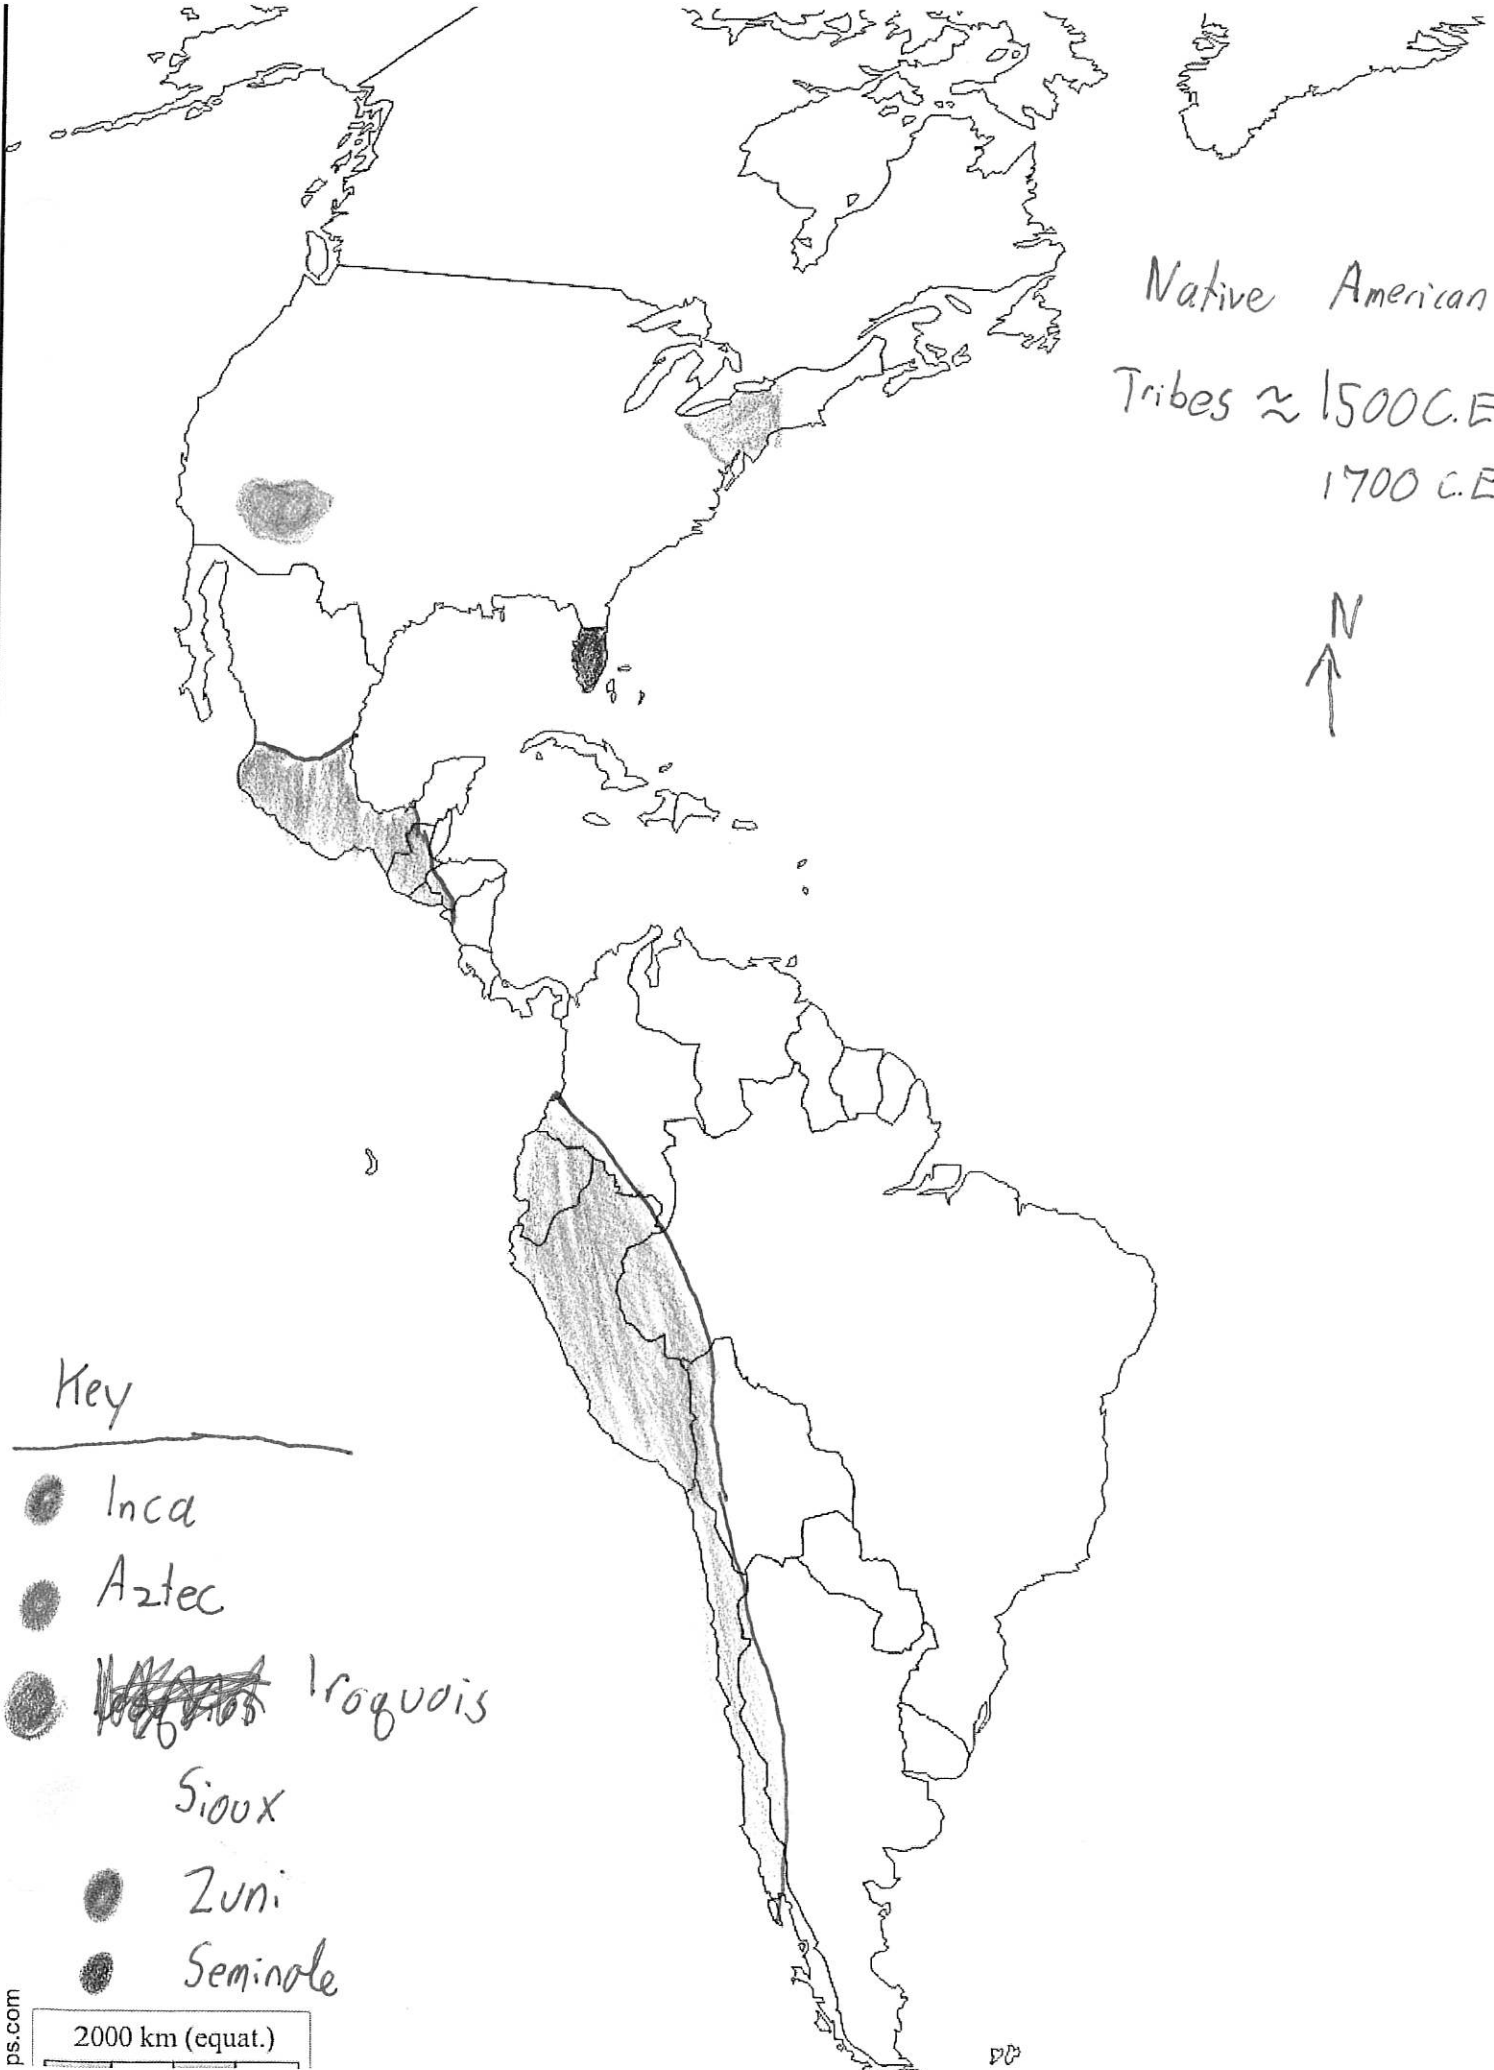 Native American
Tribes ≈ 1500 C.E
1700 C.E
N
Key
Inca
Aztec
Iroquois
Sioux
Zuni
Seminole
2000 km (equat.)
ps.com